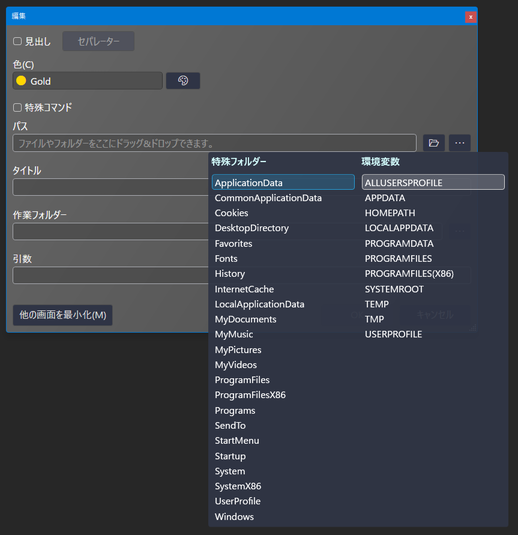 編集
x
見出し
セパレーター
色(C)
Gold
特殊コマンド
パス
ファイルやフォルダーをここにドラッグ&ドロップできます。
...
タイトル
作業フォルダー
引数
他の画面を最小化(M)
キャンセル
特殊フォルダー
ApplicationData
CommonApplicationData
Cookies
DesktopDirectory
Favorites
Fonts
History
InternetCache
LocalApplicationData
MyDocuments
MyMusic
MyPictures
MyVideos
ProgramFiles
ProgramFilesX86
Programs
SendTo
StartMenu
Startup
System
SystemX86
UserProfile
Windows
環境変数
ALLUSERSPROFILE
APPDATA
HOMEPATH
LOCALAPPDATA
PROGRAMDATA
PROGRAMFILES
PROGRAMFILES(X86)
SYSTEMROOT
TEMP
TMP
USERPROFILE